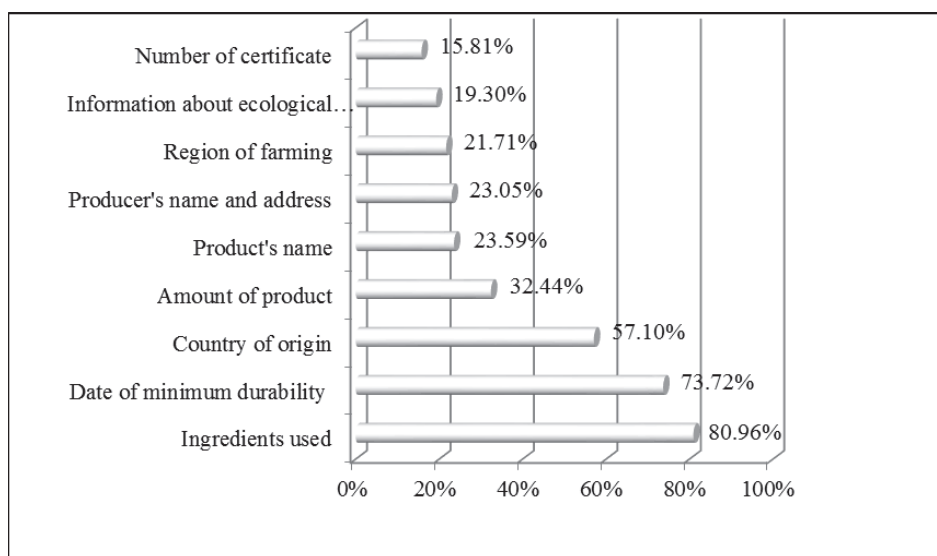 Number of certificate 15.81%
Information about ecological... 19.30%
Region of farming 21.71%
Producer's name and address 23.05%
Product's name 23.59%
Amount of product 32.44%
Country of origin 57.10%
Date of minimum durability 73.72%
Ingredients used 80.96%
0% 20% 40% 60% 80% 100%